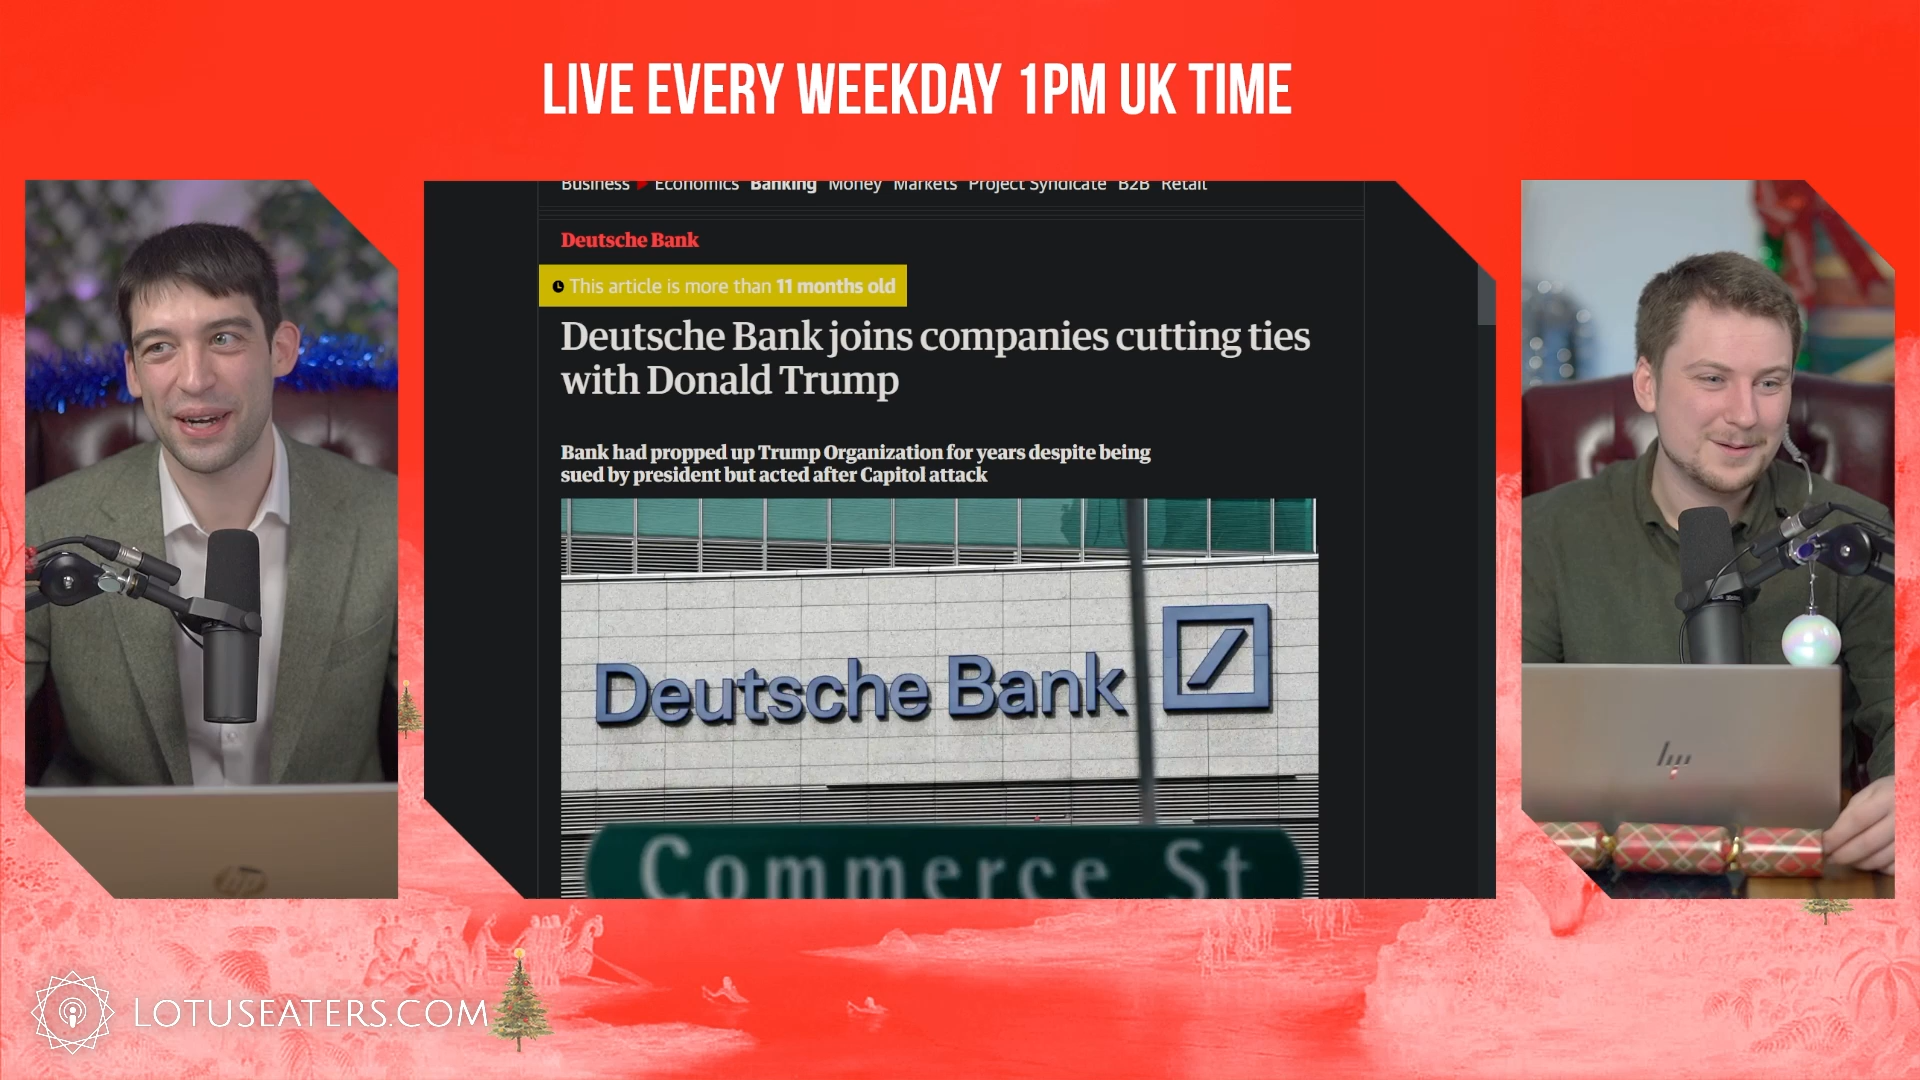 LIVE EVERY WEEKDAY 1PM UK TIME
Business Economics Banking Money Markets Project Syndicate B2B Retail
Deutsche Bank
This article is more than 11 months old
Deutsche Bank joins companies cutting ties
with Donald Trump
Bank had propped up Trump Organization for years despite being
sued by president but acted after Capitol attack
Deutsche Bank
Commerce St
hp
hp
LOTUSEATERS.COM